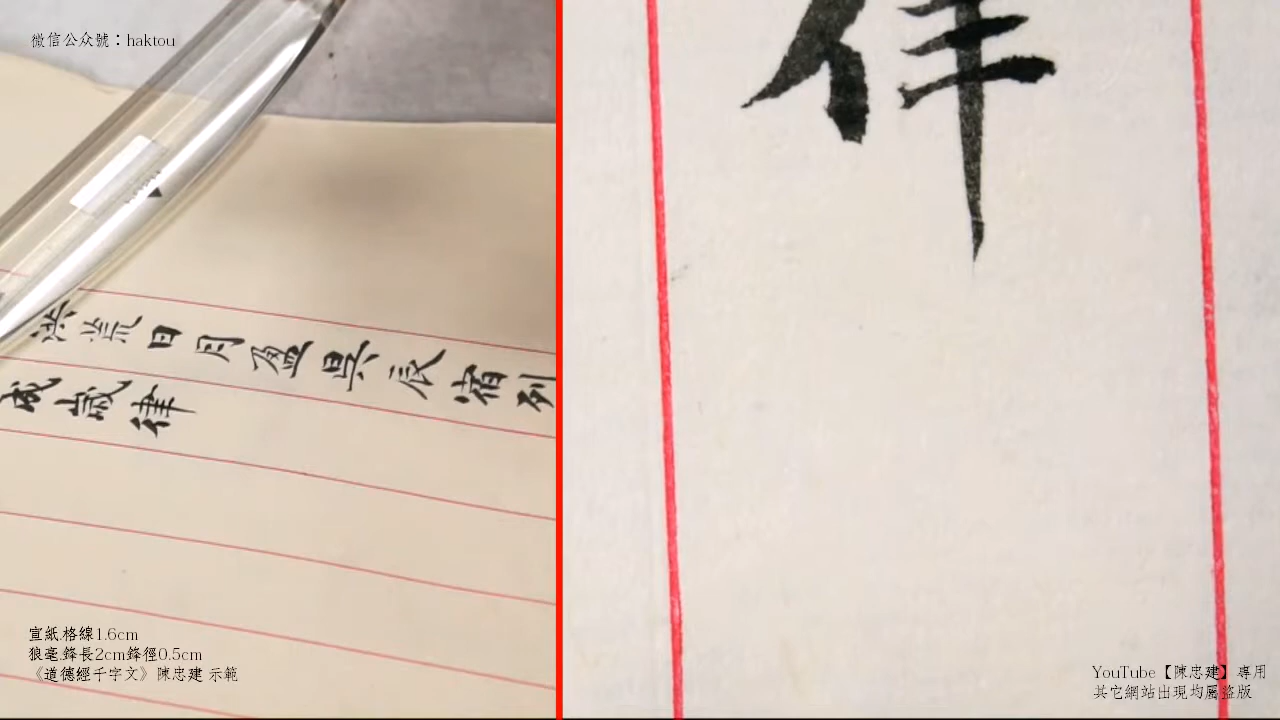 微信公众號：haktou
洪荒日月盈昃辰宿列
成歲律
宣紙格線1.6cm
狼毫鋒長2cm鋒徑0.5cm
《道德經千字文》陳忠建 示範
律
YouTube【陳忠建】專用
其它網站出現均屬盜版